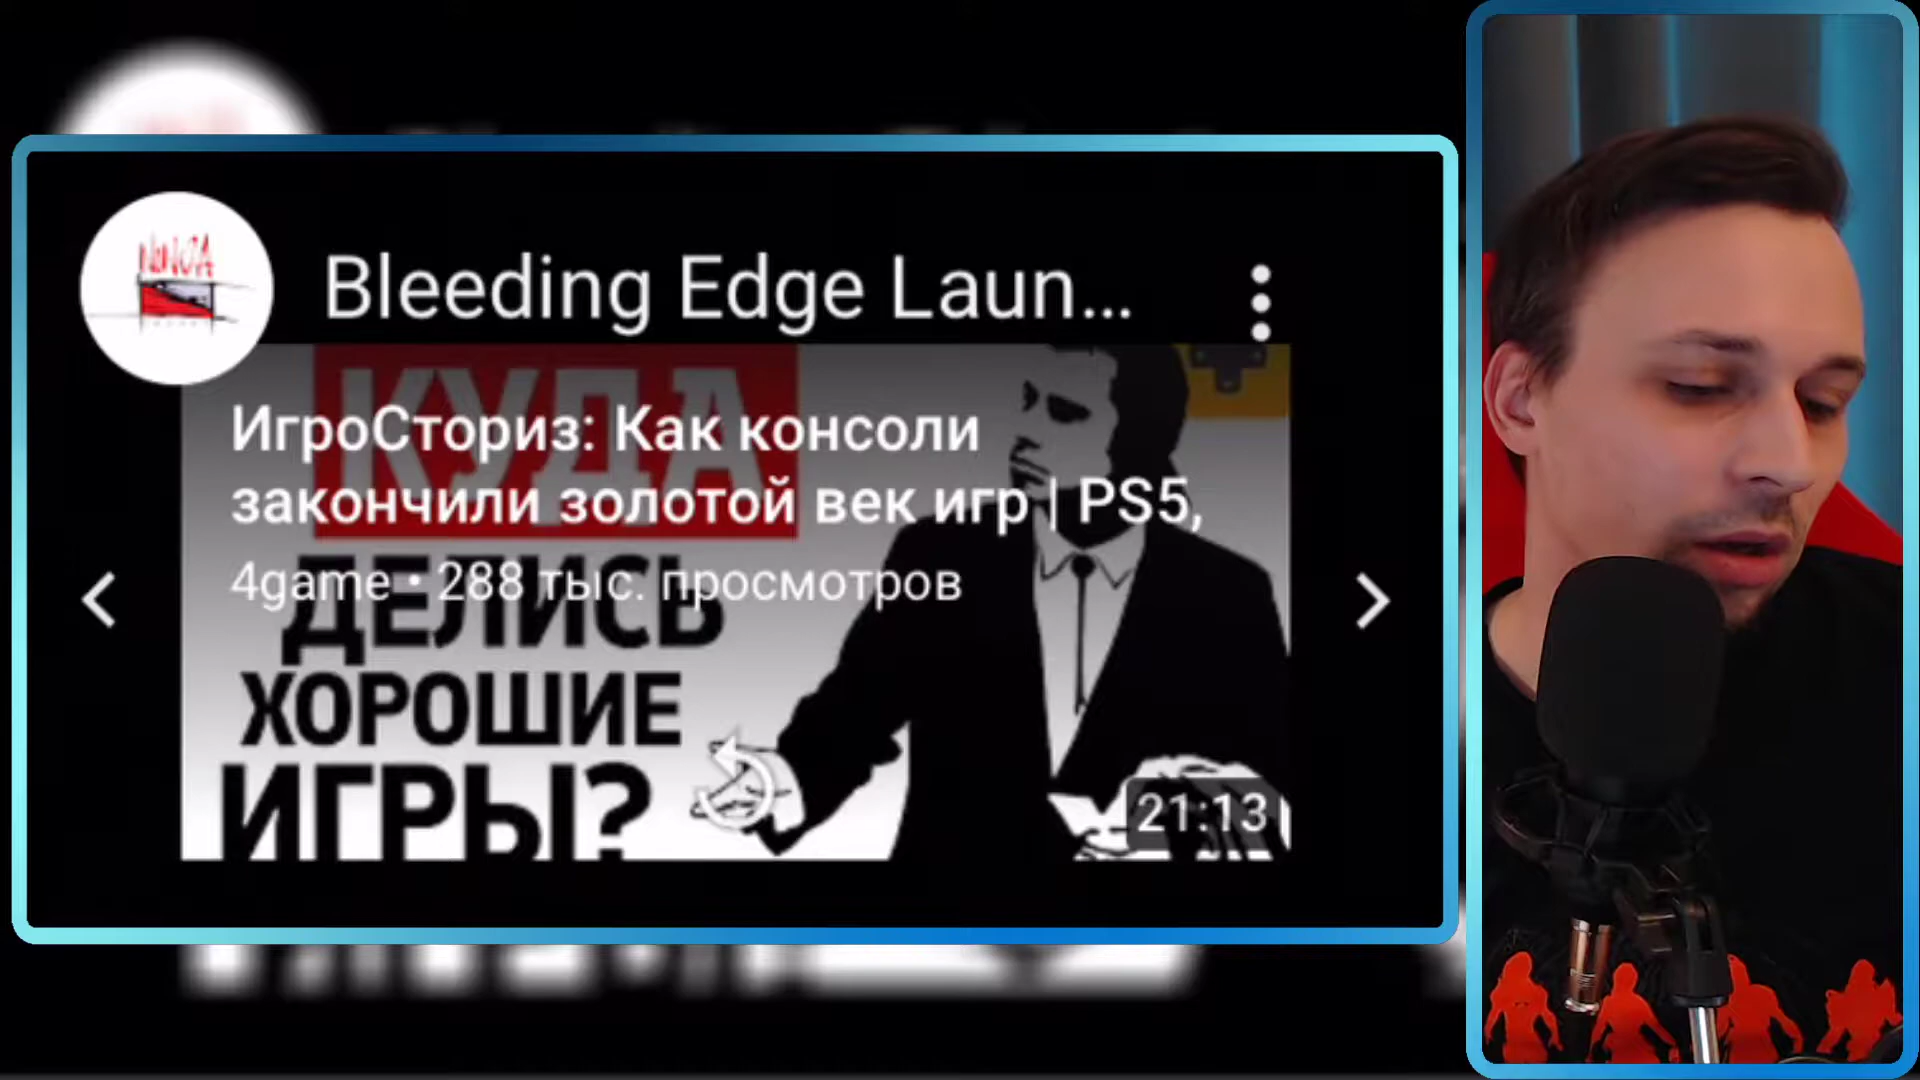 NINJA
Bleeding Edge Laun...
КУДА
ИгроСториз: Как консоли
закончили золотой век игр | PS5,
4game • 288 тыс. просмотров
ДЕЛИСЬ
ХОРОШИЕ
ИГРЫ?
21:13